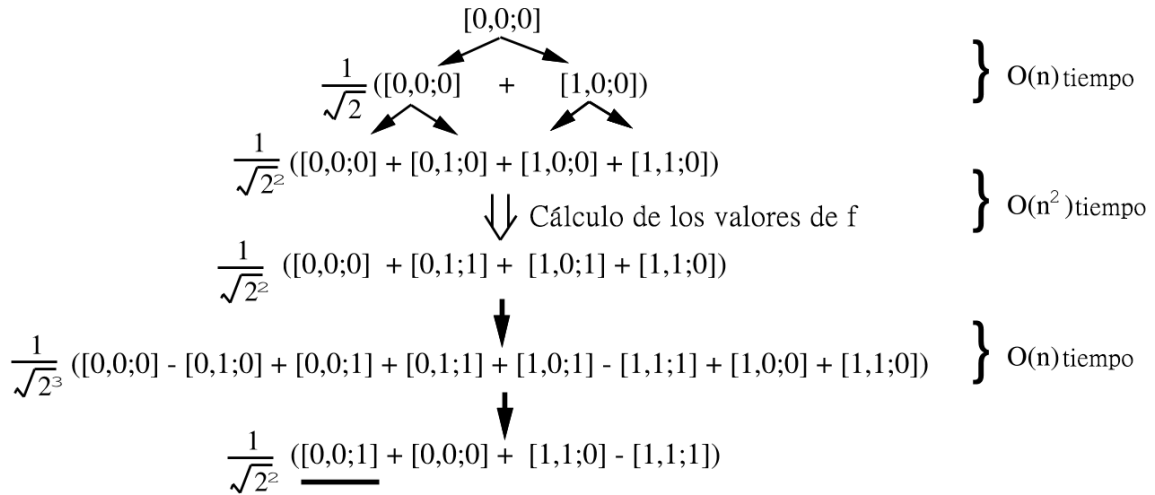 [0,0;0]
1/√2 ([0,0;0] + [1,0;0])
} O(n) tiempo
1/√2² ([0,0;0] + [0,1;0] + [1,0;0] + [1,1;0])
Cálculo de los valores de f
} O(n²) tiempo
1/√2² ([0,0;0] + [0,1;1] + [1,0;1] + [1,1;0])
1/√2³ ([0,0;0] - [0,1;0] + [0,0;1] + [0,1;1] + [1,0;1] - [1,1;1] + [1,0;0] + [1,1;0])
} O(n) tiempo
1/√2² ([0,0;1] + [0,0;0] + [1,1;0] - [1,1;1])